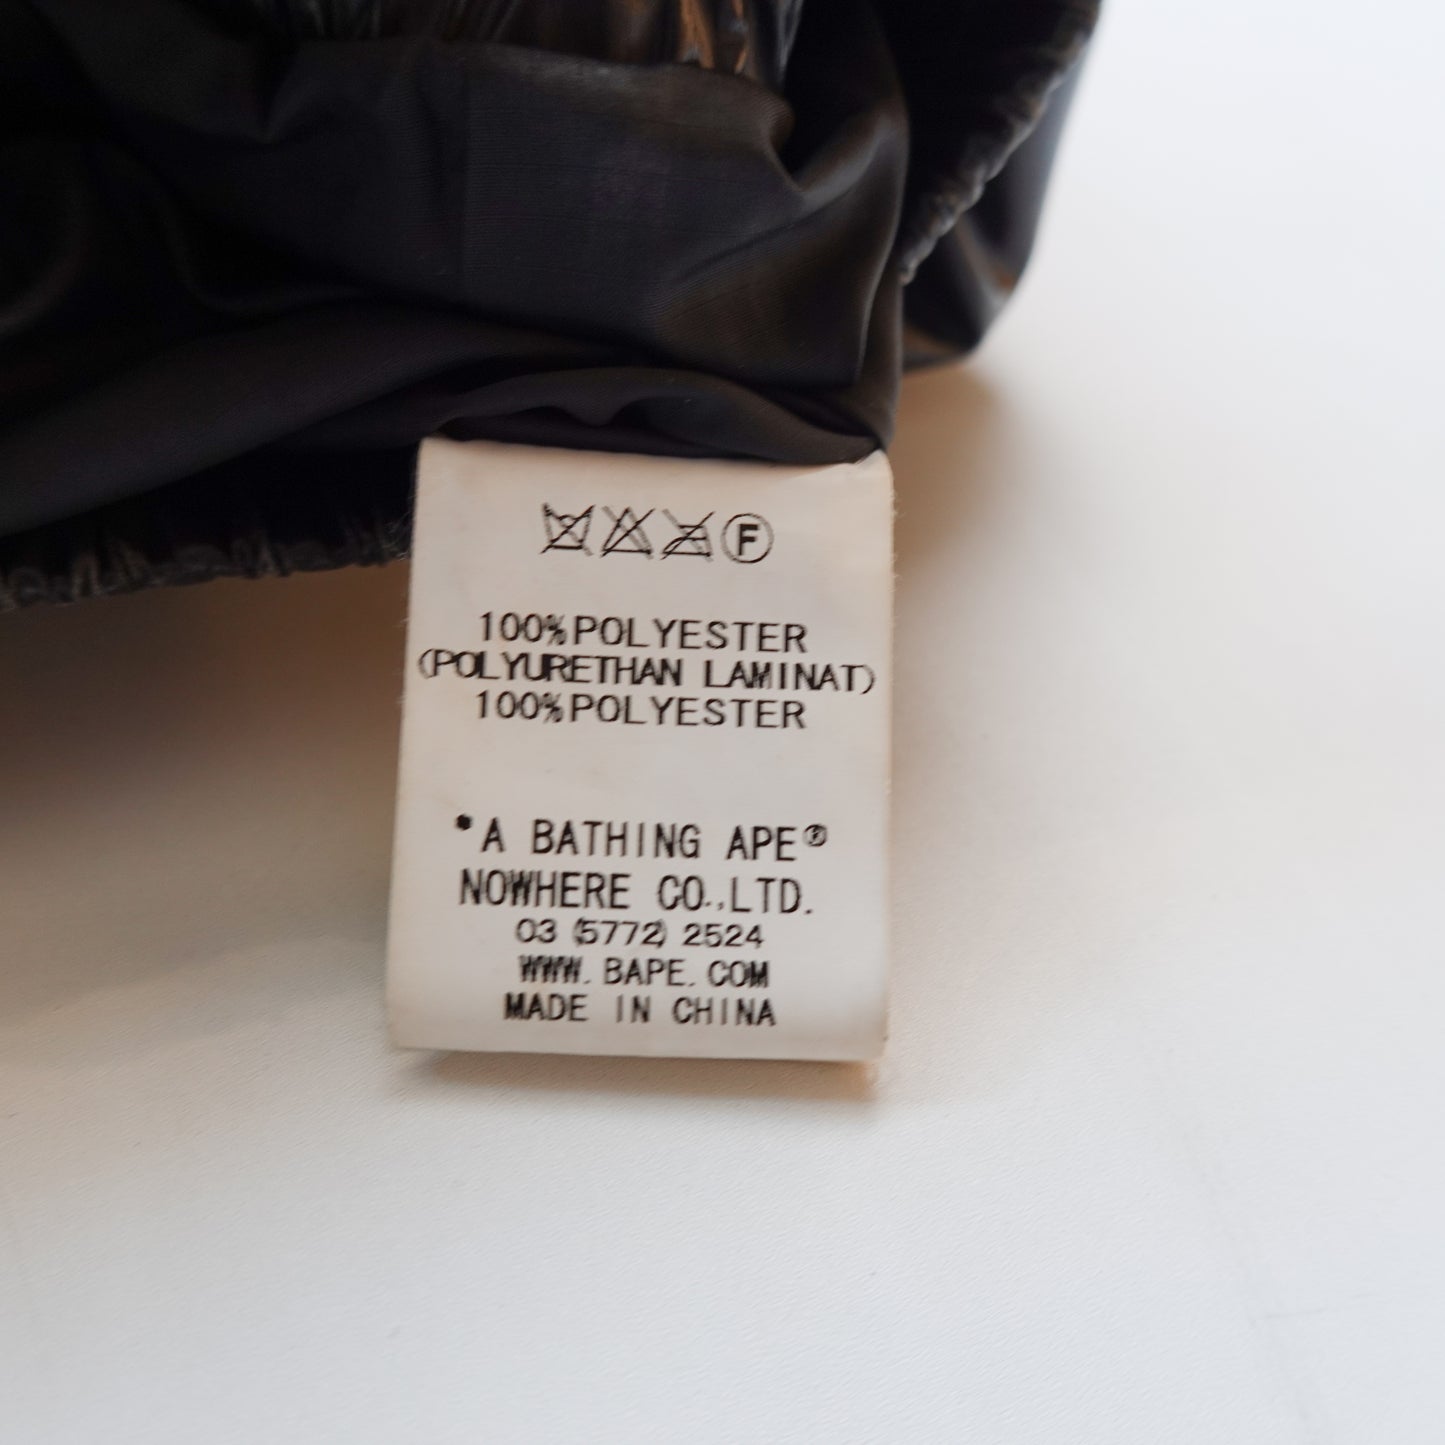 F
100%POLYESTER
(POLYURETHAN LAMINAT)
100%POLYESTER
*A BATHING APE®
NOWHERE CO.,LTD.
03 (5772) 2524
WWW. BAPE. COM
MADE IN CHINA